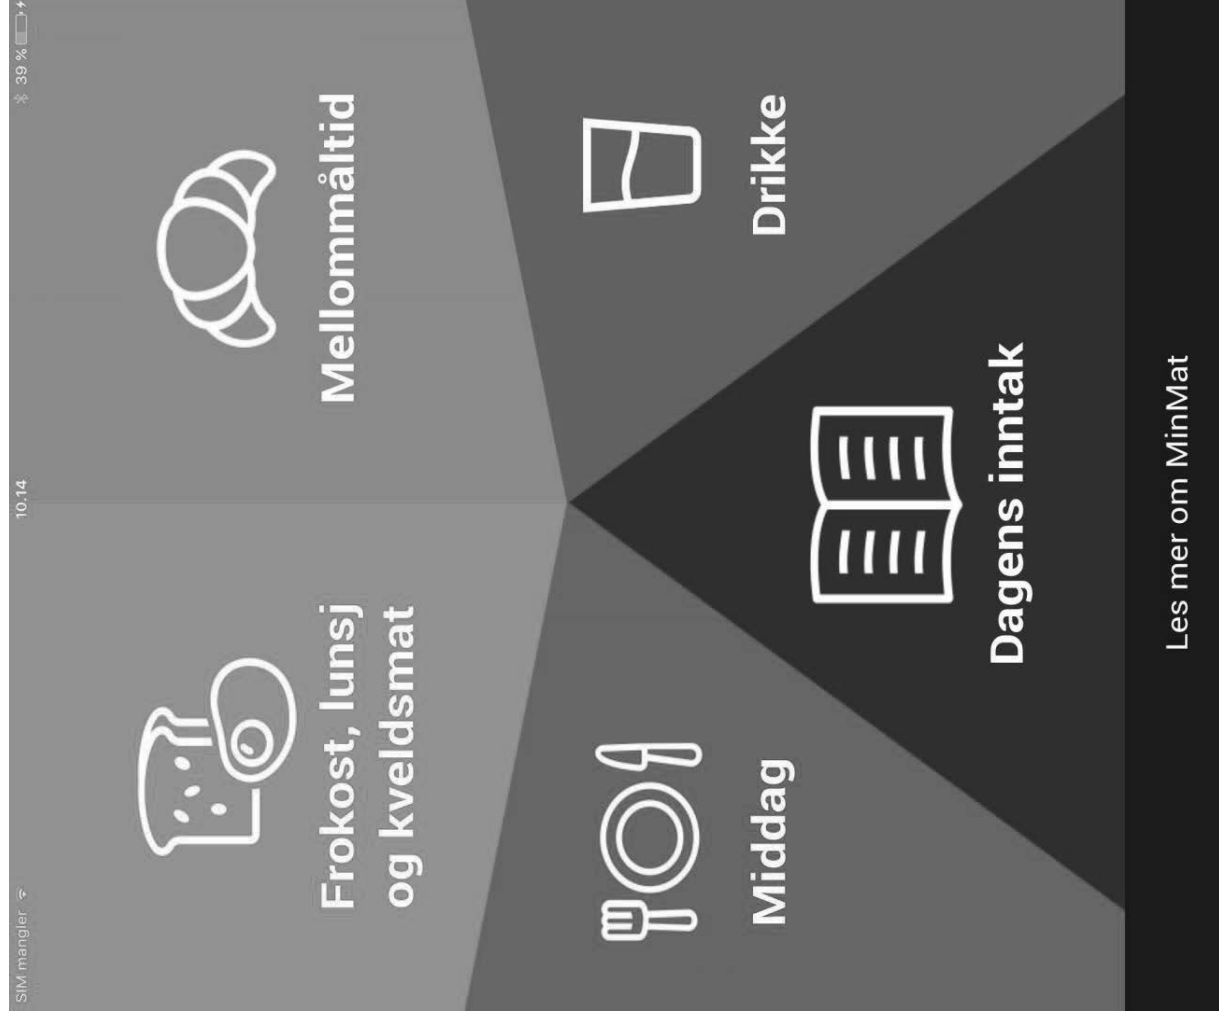 SIM mangler
10.14
39 %
Frokost, lunsj
og kveldsmat
Mellommåltid
Middag
Drikke
Dagens inntak
Les mer om MinMat